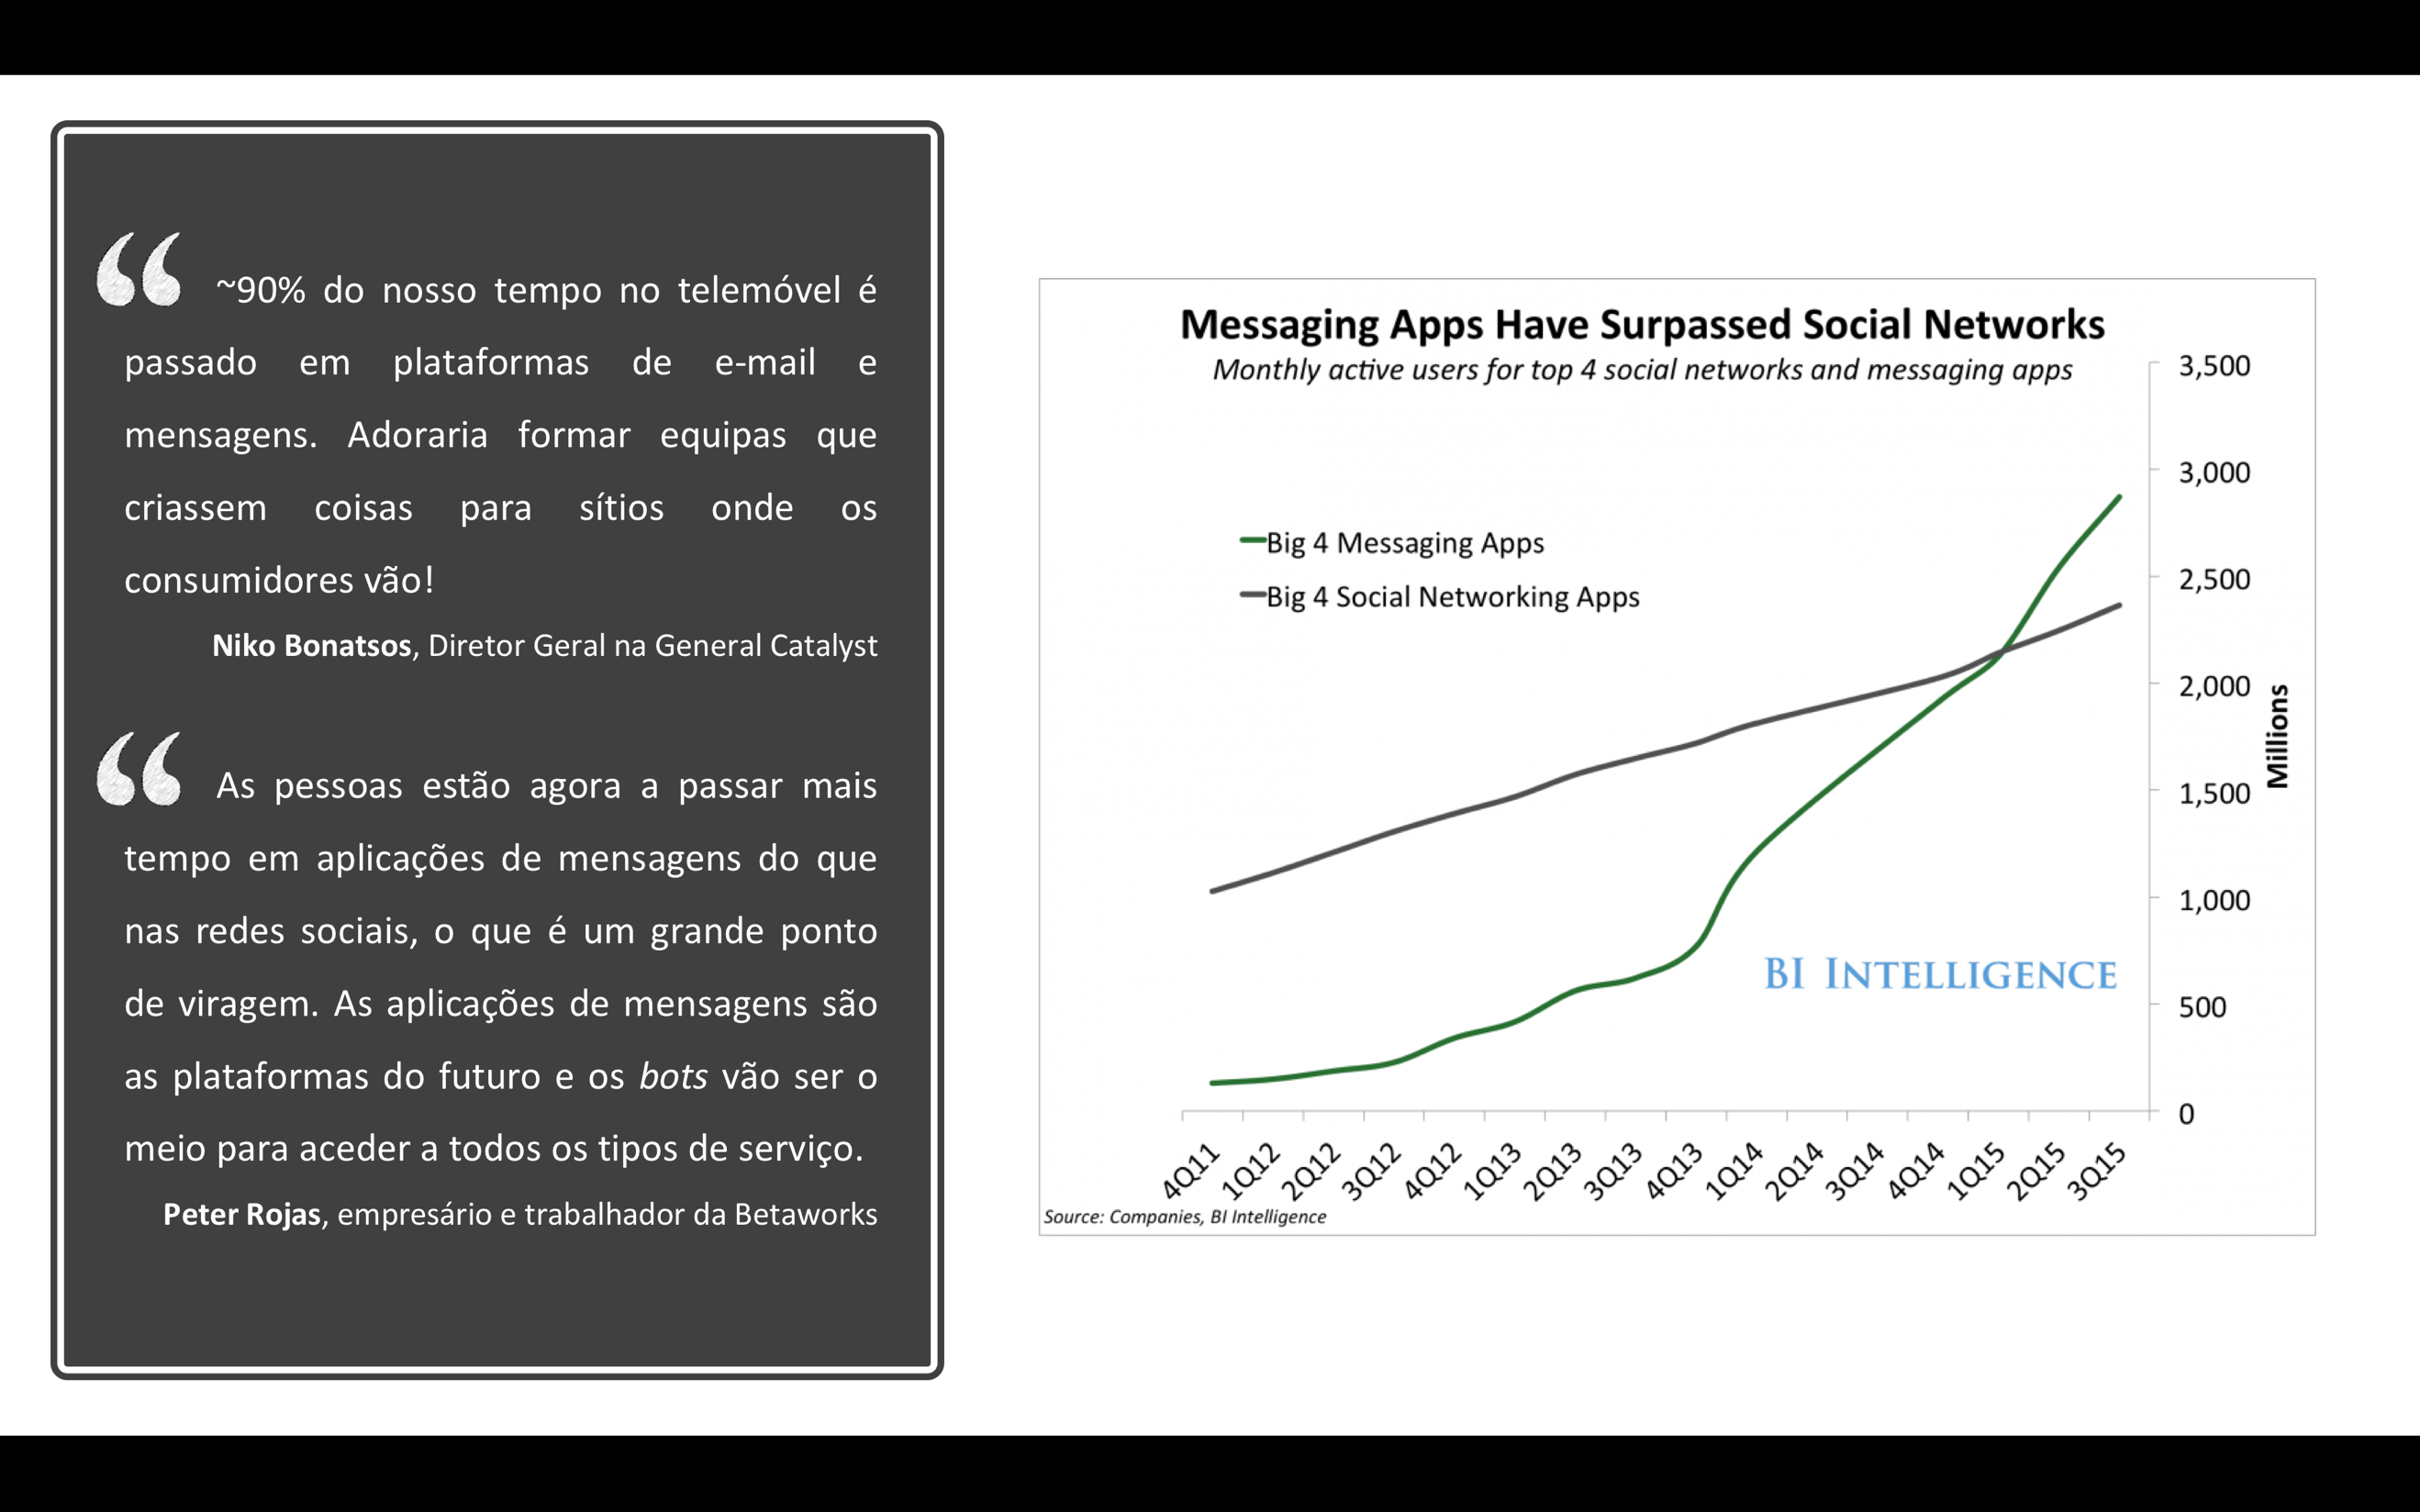 ~90% do nosso tempo no telemóvel é
passado em plataformas de e-mail e
mensagens. Adoraria formar equipas que
criassem coisas para sítios onde os
consumidores vão!
Niko Bonatsos, Diretor Geral na General Catalyst
As pessoas estão agora a passar mais
tempo em aplicações de mensagens do que
nas redes sociais, o que é um grande ponto
de viragem. As aplicações de mensagens são
as plataformas do futuro e os bots vão ser o
meio para aceder a todos os tipos de serviço.
Peter Rojas, empresário e trabalhador da Betaworks
Messaging Apps Have Surpassed Social Networks
Monthly active users for top 4 social networks and messaging apps
Big 4 Messaging Apps
Big 4 Social Networking Apps
3,500
3,000
2,500
2,000
1,500
1,000
500
0
Millions
BI INTELLIGENCE
4Q11
1Q12
2Q12
3Q12
4Q12
1Q13
2Q13
3Q13
4Q13
1Q14
2Q14
3Q14
4Q14
1Q15
2Q15
3Q15
Source: Companies, BI Intelligence